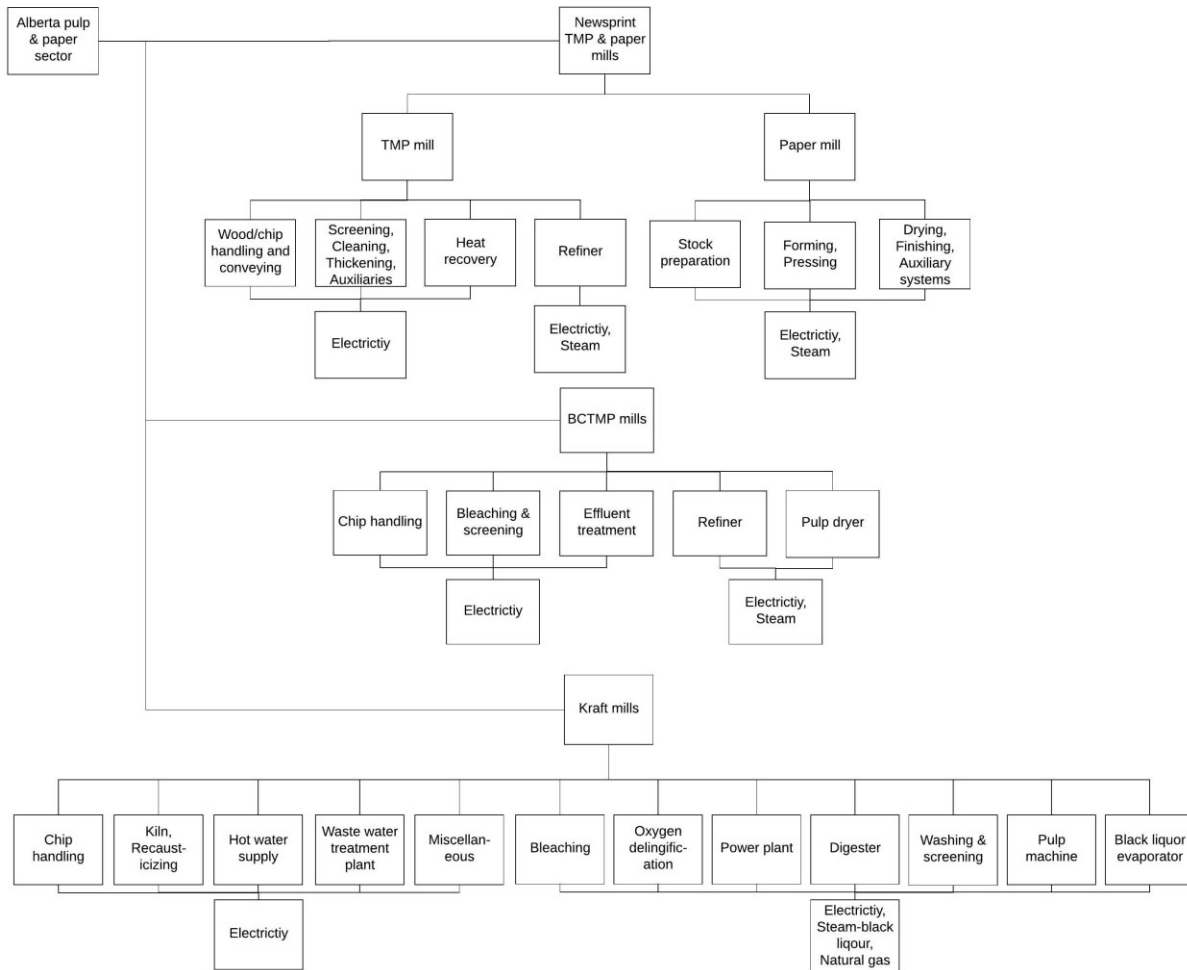 Alberta pulp
& paper
sector
Newsprint
TMP & paper
mills
TMP mill
Paper mill
Wood/chip
handling and
conveying
Screening,
Cleaning,
Thickening,
Auxiliaries
Heat
recovery
Refiner
Stock
preparation
Forming,
Pressing
Drying,
Finishing,
Auxiliary
systems
Electrictiy
Electrictiy,
Steam
Electrictiy,
Steam
BCTMP mills
Chip handling
Bleaching &
screening
Effluent
treatment
Refiner
Pulp dryer
Electrictiy
Electrictiy,
Steam
Kraft mills
Chip
handling
Kiln,
Recaust-
icizing
Hot water
supply
Waste water
treatment
plant
Miscellan-
eous
Bleaching
Oxygen
delingific-
ation
Power plant
Digester
Washing &
screening
Pulp
machine
Black liquor
evaporator
Electrictiy
Electrictiy,
Steam-black
liqour,
Natural gas